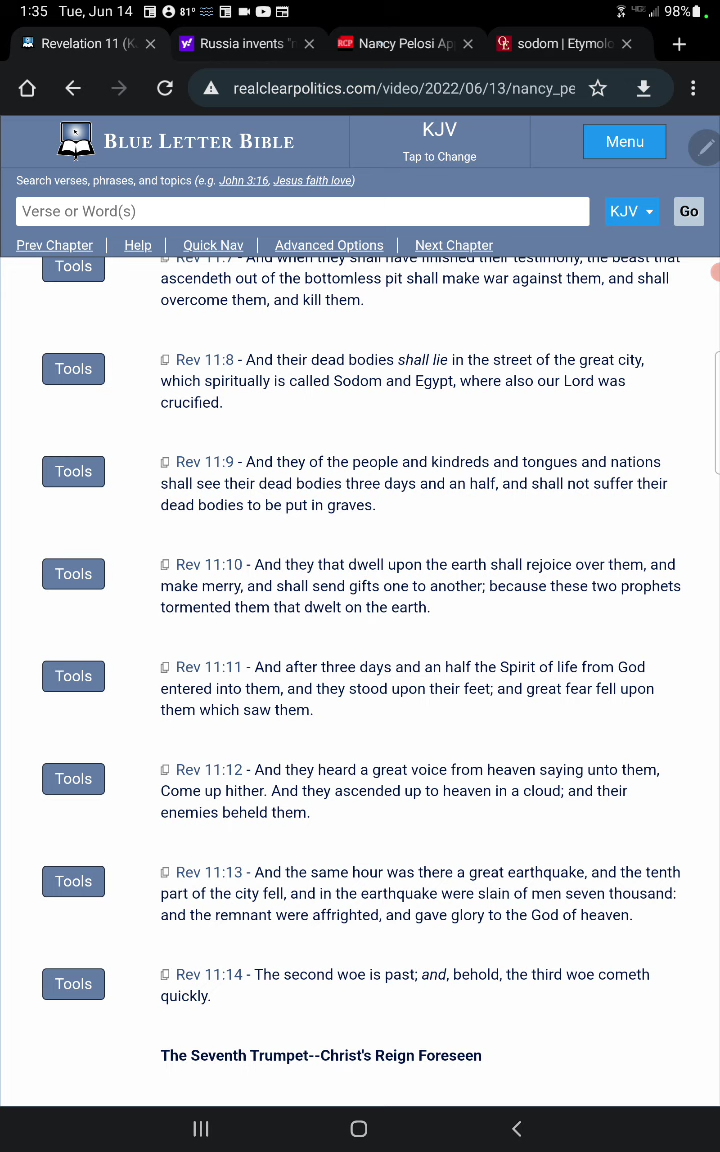 1:35 Tue, Jun 14 81° 98%
Revelation 11 (K Russia invents "r Nancy Pelosi Ap sodom | Etymolo
realclearpolitics.com/video/2022/06/13/nancy_pe
BLUE LETTER BIBLE KJV Menu
Tap to Change
Search verses, phrases, and topics (e.g. John 3:16, Jesus faith love)
Verse or Word(s) KJV Go
Prev Chapter | Help | Quick Nav | Advanced Options | Next Chapter
Tools Rev 11:7 - And when they shall have finished their testimony, the beast that
ascendeth out of the bottomless pit shall make war against them, and shall
overcome them, and kill them.
Tools Rev 11:8 - And their dead bodies shall lie in the street of the great city,
which spiritually is called Sodom and Egypt, where also our Lord was
crucified.
Tools Rev 11:9 - And they of the people and kindreds and tongues and nations
shall see their dead bodies three days and an half, and shall not suffer their
dead bodies to be put in graves.
Tools Rev 11:10 - And they that dwell upon the earth shall rejoice over them, and
make merry, and shall send gifts one to another; because these two prophets
tormented them that dwelt on the earth.
Tools Rev 11:11 - And after three days and an half the Spirit of life from God
entered into them, and they stood upon their feet; and great fear fell upon
them which saw them.
Tools Rev 11:12 - And they heard a great voice from heaven saying unto them,
Come up hither. And they ascended up to heaven in a cloud; and their
enemies beheld them.
Tools Rev 11:13 - And the same hour was there a great earthquake, and the tenth
part of the city fell, and in the earthquake were slain of men seven thousand:
and the remnant were affrighted, and gave glory to the God of heaven.
Tools Rev 11:14 - The second woe is past; and, behold, the third woe cometh
quickly.
The Seventh Trumpet--Christ's Reign Foreseen